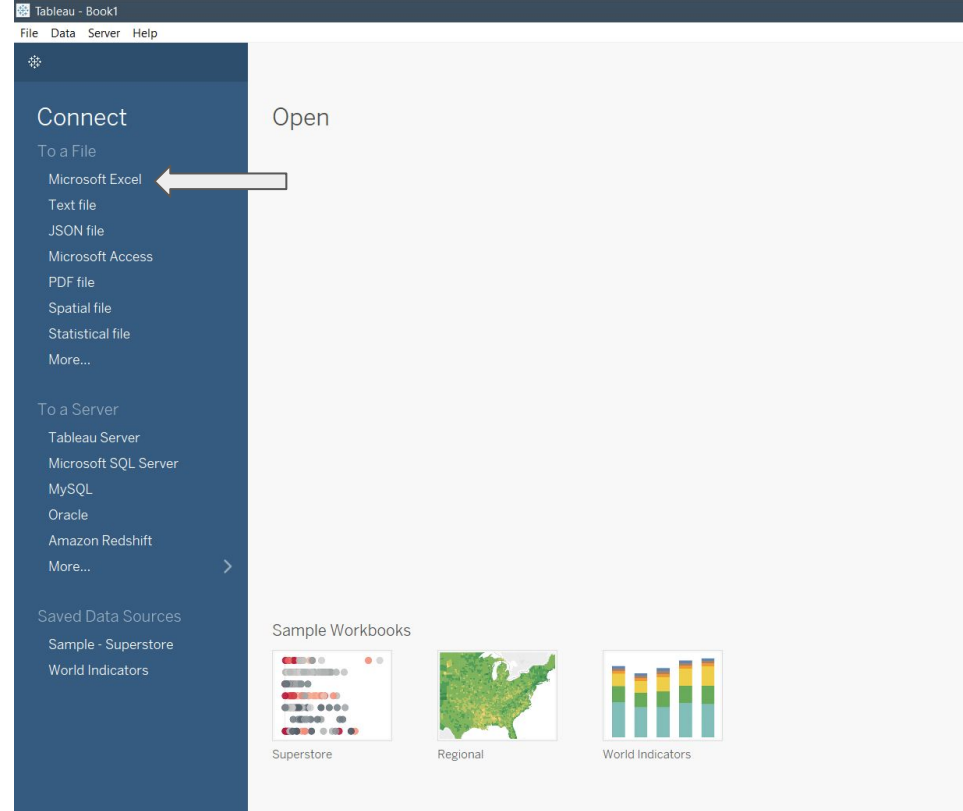 Tableau - Book1
File Data Server Help
Connect
To a File
Microsoft Excel
Text file
JSON file
Microsoft Access
PDF file
Spatial file
Statistical file
More...
To a Server
Tableau Server
Microsoft SQL Server
MySQL
Oracle
Amazon Redshift
More...
Saved Data Sources
Sample - Superstore
World Indicators
Open
Sample Workbooks
Superstore Regional World Indicators